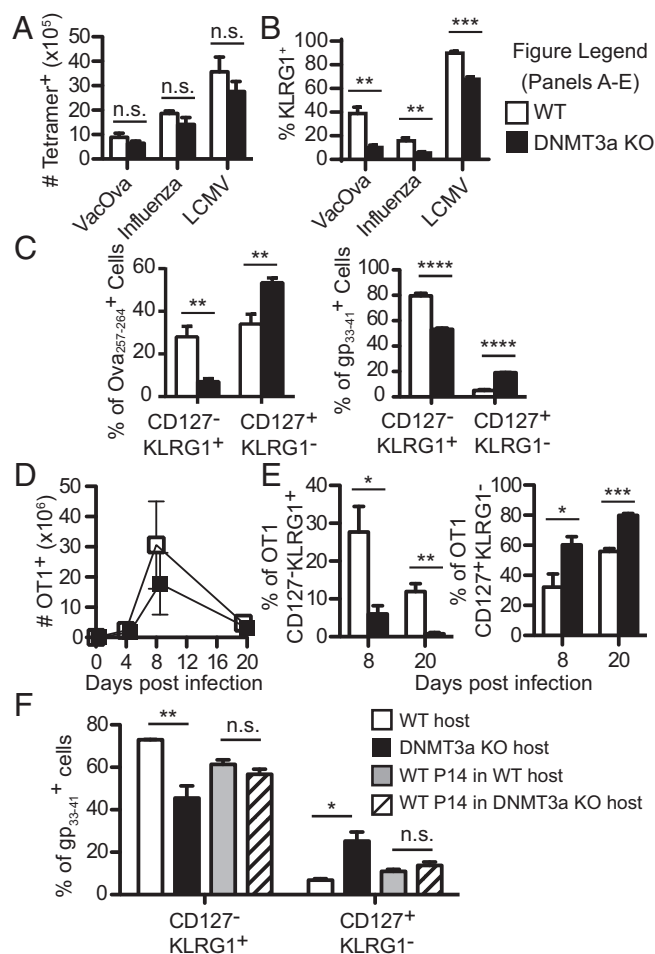 A
# Tetramer+ (x10⁵)
50
40
30
20
10
0
n.s.
n.s.
n.s.
VacOva
Influenza
LCMV
B
% KLRG1⁺
100
80
60
40
20
0
**
**
***
VacOva
Influenza
LCMV
Figure Legend
(Panels A-E)
WT
DNMT3a KO
C
% of Ova₂₅₇₋₂₆₄⁺ Cells
60
40
20
0
**
**
CD127-
KLRG1+
CD127+
KLRG1-
% of gp₃₃₋₄₁⁺ Cells
100
80
60
40
20
0
****
****
CD127-
KLRG1+
CD127+
KLRG1-
D
# OT1⁺ (x10⁶)
50
40
30
20
10
0
0
4
8
12
16
20
Days post infection
E
% of OT1
CD127-KLRG1⁺
40
30
20
10
0
*
**
8
20
% of OT1
CD127⁺KLRG1-
100
80
60
40
20
0
*
***
8
20
Days post infection
F
% of gp₃₃₋₄₁⁺ cells
80
60
40
20
0
**
n.s.
*
n.s.
CD127-
KLRG1+
CD127+
KLRG1-
WT host
DNMT3a KO host
WT P14 in WT host
WT P14 in DNMT3a KO host